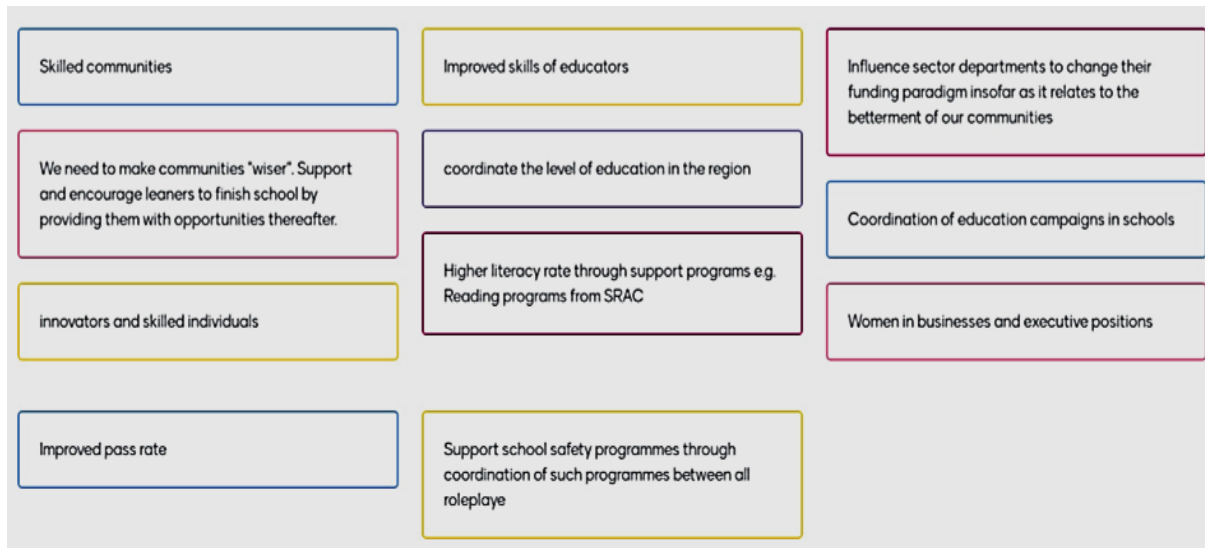 Skilled communities
We need to make communities "wiser". Support
and encourage leaners to finish school by
providing them with opportunities thereafter.
innovators and skilled individuals
Improved pass rate
Improved skills of educators
coordinate the level of education in the region
Higher literacy rate through support programs e.g.
Reading programs from SRAC
Support school safety programmes through
coordination of such programmes between all
roleplaye
Influence sector departments to change their
funding paradigm insofar as it relates to the
betterment of our communities
Coordination of education campaigns in schools
Women in businesses and executive positions